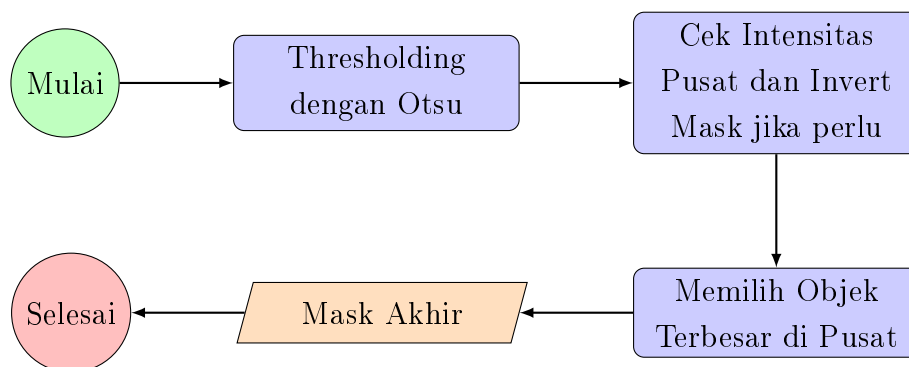 Mulai
Thresholding
dengan Otsu
Cek Intensitas
Pusat dan Invert
Mask jika perlu
Memilih Objek
Terbesar di Pusat
Mask Akhir
Selesai